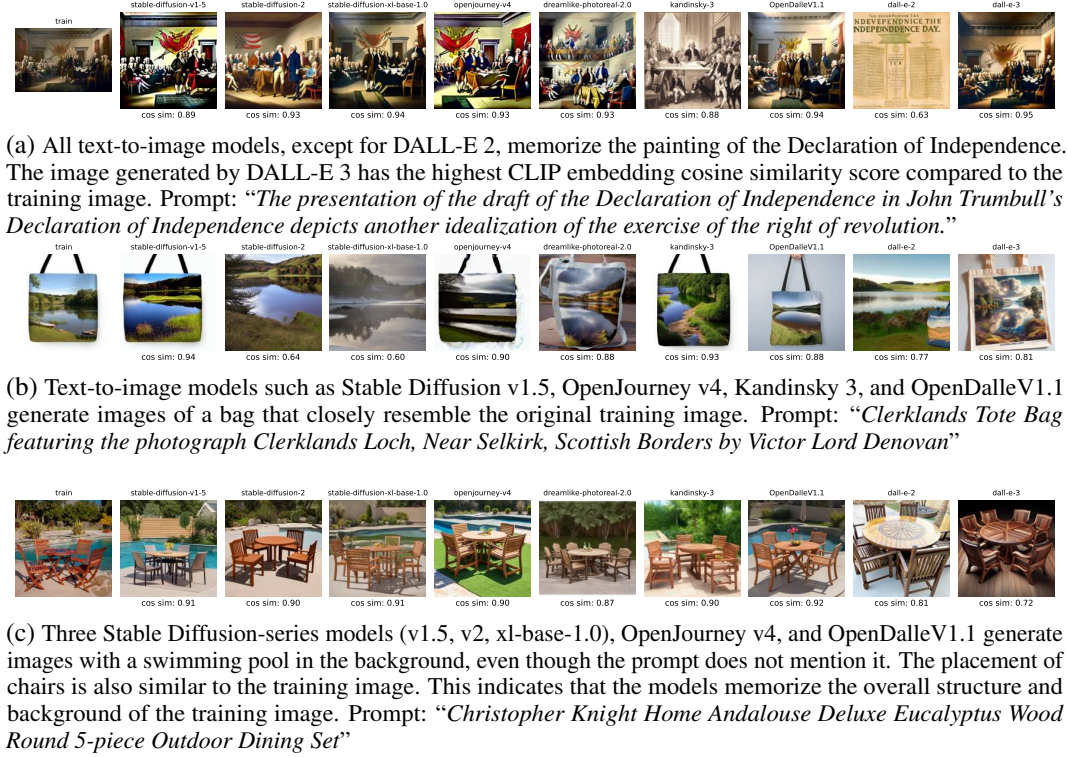 train stable-diffusion-v1-5 stable-diffusion-2 stable-diffusion-xl-base-1.0 openjourney-v4 dreamlike-photoreal-2.0 kandinsky-3 OpenDalleV1.1 dall-e-2 dall-e-3
NDEVEFNDNICE THE
NDEPINDDENCE DAY.
cos sim: 0.89 cos sim: 0.93 cos sim: 0.94 cos sim: 0.93 cos sim: 0.93 cos sim: 0.88 cos sim: 0.94 cos sim: 0.63 cos sim: 0.95
(a) All text-to-image models, except for DALL-E 2, memorize the painting of the Declaration of Independence.
The image generated by DALL-E 3 has the highest CLIP embedding cosine similarity score compared to the
training image. Prompt: “The presentation of the draft of the Declaration of Independence in John Trumbull’s
Declaration of Independence depicts another idealization of the exercise of the right of revolution.”
train stable-diffusion-v1-5 stable-diffusion-2 stable-diffusion-xl-base-1.0 openjourney-v4 dreamlike-photoreal-2.0 kandinsky-3 OpenDalleV1.1 dall-e-2 dall-e-3
cos sim: 0.94 cos sim: 0.64 cos sim: 0.60 cos sim: 0.90 cos sim: 0.88 cos sim: 0.93 cos sim: 0.88 cos sim: 0.77 cos sim: 0.81
(b) Text-to-image models such as Stable Diffusion v1.5, OpenJourney v4, Kandinsky 3, and OpenDalleV1.1
generate images of a bag that closely resemble the original training image. Prompt: “Clerklands Tote Bag
featuring the photograph Clerklands Loch, Near Selkirk, Scottish Borders by Victor Lord Denovan”
train stable-diffusion-v1-5 stable-diffusion-2 stable-diffusion-xl-base-1.0 openjourney-v4 dreamlike-photoreal-2.0 kandinsky-3 OpenDalleV1.1 dall-e-2 dall-e-3
cos sim: 0.91 cos sim: 0.90 cos sim: 0.91 cos sim: 0.90 cos sim: 0.87 cos sim: 0.90 cos sim: 0.92 cos sim: 0.81 cos sim: 0.72
(c) Three Stable Diffusion-series models (v1.5, v2, xl-base-1.0), OpenJourney v4, and OpenDalleV1.1 generate
images with a swimming pool in the background, even though the prompt does not mention it. The placement of
chairs is also similar to the training image. This indicates that the models memorize the overall structure and
background of the training image. Prompt: “Christopher Knight Home Andalouse Deluxe Eucalyptus Wood
Round 5-piece Outdoor Dining Set”